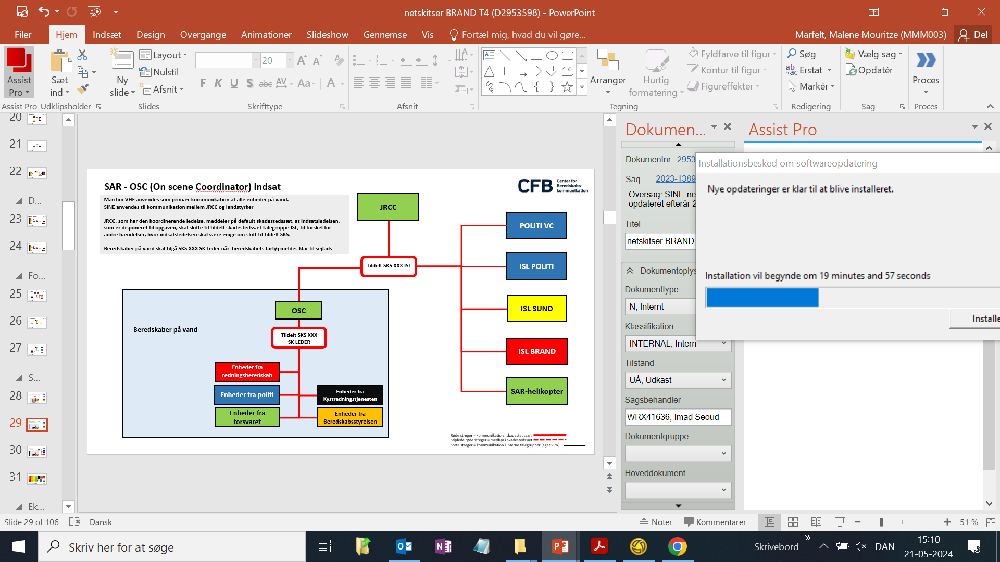 netskitser BRAND T4 (D2953598) - PowerPoint
Filer
Hjem
Indsæt
Design
Overgange
Animationer
Slideshow
Gennemse
Vis
Fortæl mig, hvad du vil gøre...
Marfelt, Malene Mouritze (MMM003)
Del
Assist
Pro
Sæt
ind
Ny
slide
Layout
Nulstil
Afsnit
20
F K U S abc AV Aa A
Arranger
Hurtig
formatering
Fyldfarve til figur
Kontur til figur
Figureffekter
Søg
Erstat
Markér
Vælg sag
Opdatér
Proces
Assist Pro
Udklipsholder
Slides
Skrifttype
Afsnit
Tegning
Redigering
Sag
Proces
20
21
22
D...
23
24
Fo...
25
26
27
S...
28
29
30
31
Ek...
SAR - OSC (On scene Coordinator) indsat
Maritim VHF anvendes som primær kommunikation af alle enheder på vand.
SINE anvendes til kommunikation mellem JRCC og landstyrker
JRCC, som har den koordinerende ledelse, meddeler på default skadestedssæt, at indsatsledelsen,
som er disponeret til opgaven, skal skifte til tildelt skadestedssæt talegruppe ISL, til forskel for
andre hændelser, hvor indsatsledelsen skal være enige om skift til tildelt SKS.
Beredskaber på vand skal tilgå SKS XXX SK Leder når  beredskabets fartøj meldes klar til sejlads
CFB
Center for
Beredskabs-
kommunikation
JRCC
Tildelt SKS XXX ISL
POLITI VC
ISL POLITI
ISL SUND
ISL BRAND
SAR-helikopter
OSC
Beredskaber på vand
Tildelt SKS XXX
SK LEDER
Enheder fra
redningsberedskab
Enheder fra politi
Enheder fra
forsvaret
Enheder fra
Kystredningstjenesten
Enheder fra
Beredskabsstyrelsen
Røde streger = kommunikation i skadestedssæt
Stiplede røde streger = medhør i skadestedssæt
Sorte streger = kommunikation i interne talegrupper (eget VPN)
Dokumen...
Dokumentnr. 2953
Sag 2023-1389
Oversag: SINE-ne
opdateret efterår 2
Titel
netskitser BRAND
Dokumentoplys
Dokumenttype
N, Internt
Klassifikation
INTERNAL, Intern
Tilstand
UÅ, Udkast
Sagsbehandler
WRX41636, Imad Seoud
Dokumentgruppe
Hoveddokument
Assist Pro
Installationsbesked om softwareopdatering
Nye opdateringer er klar til at blive installeret.
Installation vil begynde om 19 minutes and 57 seconds
Installe
Slide 29 of 106
Dansk
Noter
Kommentarer
51 %
Skriv her for at søge
Skrivebord
DAN
15:10
21-05-2024